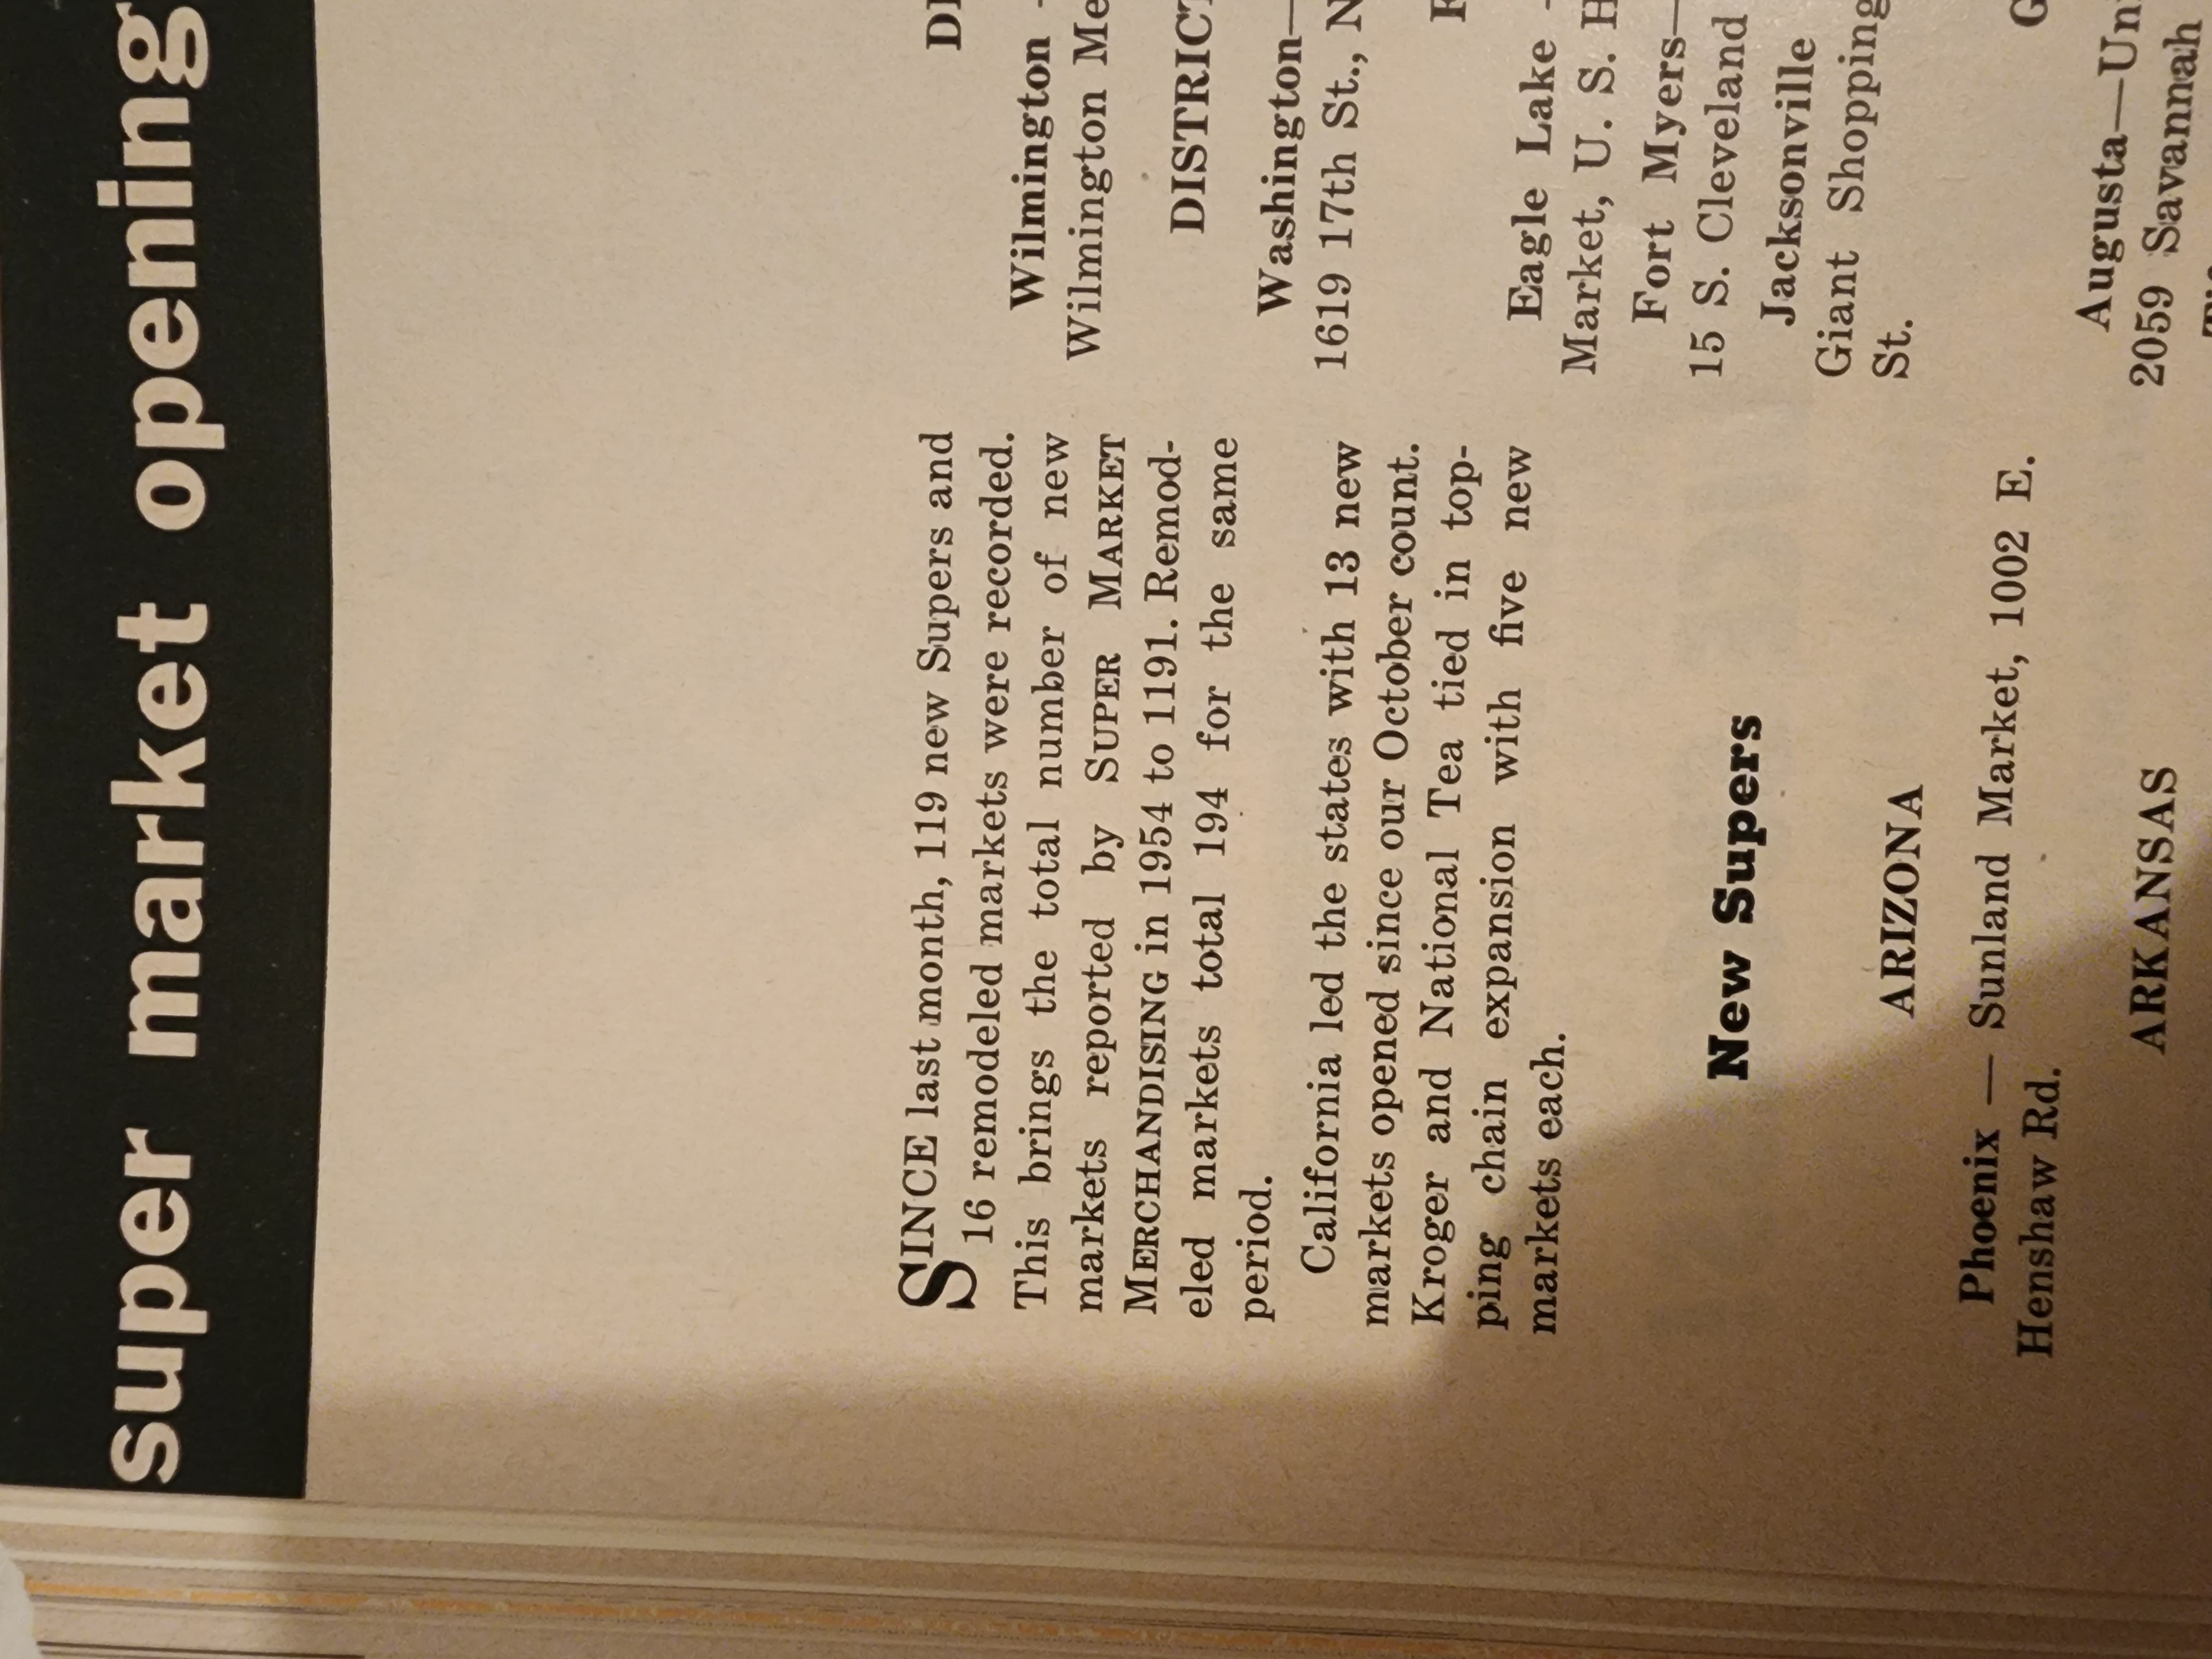 super market opening
SINCE last month, 119 new Supers and
16 remodeled markets were recorded.
This brings the total number of new
markets reported by SUPER MARKET
MERCHANDISING in 1954 to 1191. Remod-
eled markets total 194 for the same
period.
California led the states with 13 new
markets opened since our October count.
Kroger and National Tea tied in top-
ping chain expansion with five new
markets each.
New Supers
ARIZONA
Phoenix — Sunland Market, 1002 E.
Henshaw Rd.
ARKANSAS
Wilmington
Wilmington
DISTRICT
Washington—
1619 17th St.,
Eagle Lake
Market, U. S.
Fort Myers—
15 S. Cleveland
Jacksonville
Giant Shopping
St.
Augusta—
2059 Savannah